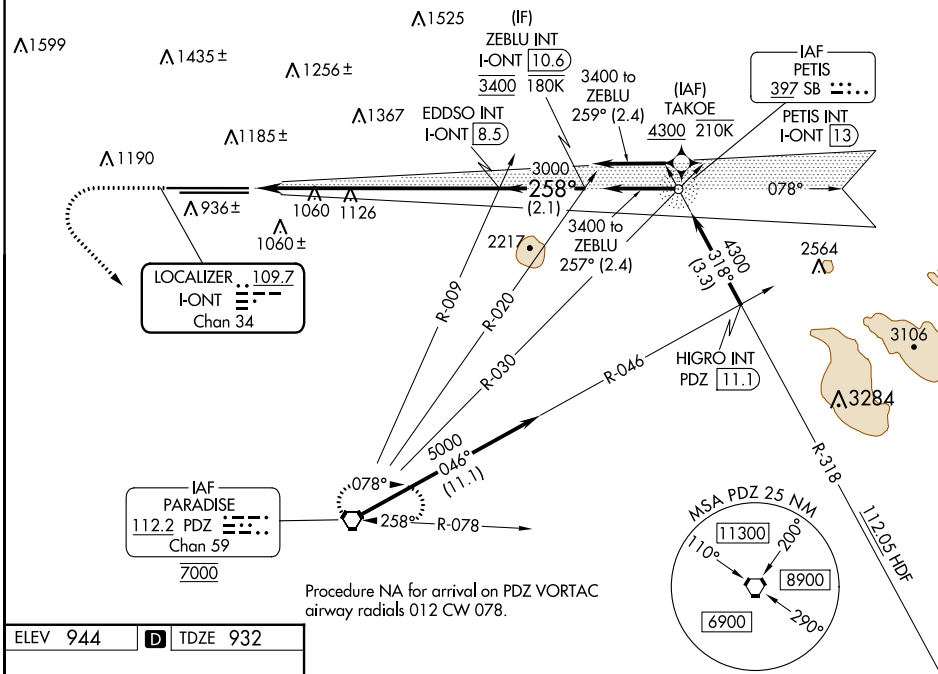 1525
1599
1435 ±
1256 ±
1367
1185 ±
1190
936 ±
1060
1126
1060 ±
(IF)
ZEBLU INT
I-ONT 10.6
3400 180K
EDDSO INT
I-ONT 8.5
3400 to
ZEBLU
259° (2.4)
(IAF)
TAKOE
4300 210K
IAF
PETIS
397 SB
PETIS INT
I-ONT 13
3000
258°
(2.1)
078°
3400 to
ZEBLU
257° (2.4)
2217
4300
318°
(3.3)
2564
3106
3284
LOCALIZER 109.7
I-ONT
Chan 34
R-009
R-020
R-030
R-046
HIGRO INT
PDZ 11.1
R-318
112.05 HDF
5000
046°
(11.1)
078°
258°
R-078
IAF
PARADISE
112.2 PDZ
Chan 59
7000
Procedure NA for arrival on PDZ VORTAC
airway radials 012 CW 078.
MSA PDZ 25 NM
11300
110°
200°
8900
6900
290°
ELEV 944 D TDZE 932